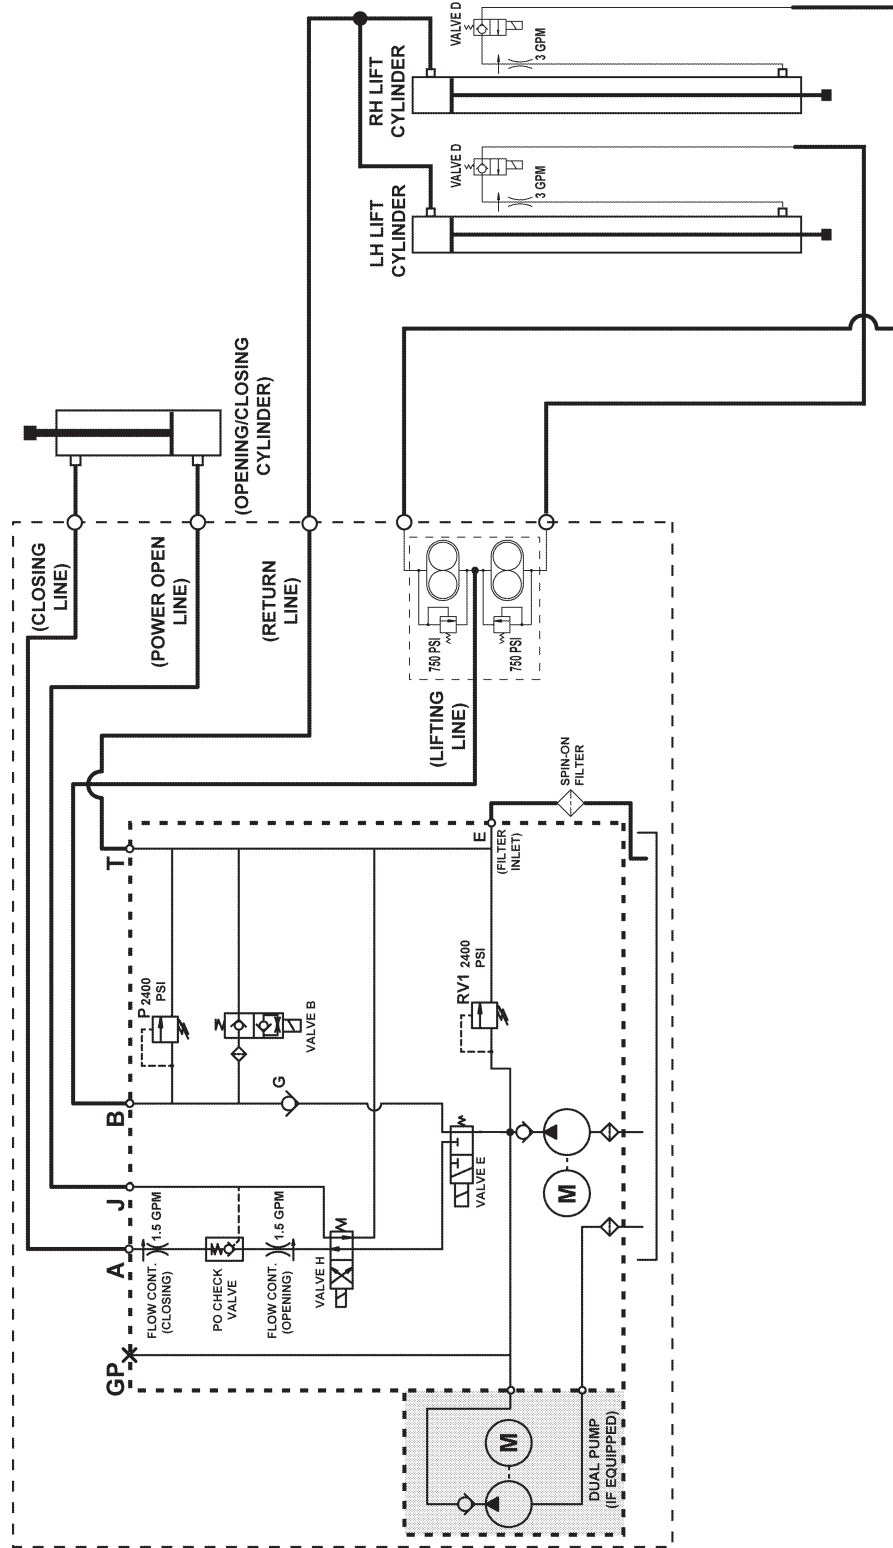 VALVE D
3 GPM
RH LIFT
CYLINDER
VALVE D
3 GPM
LH LIFT
CYLINDER
(OPENING/CLOSING
CYLINDER)
(CLOSING
LINE)
(POWER OPEN
LINE)
(RETURN
LINE)
750 PSI
750 PSI
(LIFTING
LINE)
SPIN-ON
FILTER
T
E
(FILTER
INLET)
P 2400
PSI
RV1 2400
PSI
VALVE B
G
B
VALVE E
J
A
1.5 GPM
FLOW CONT.
(CLOSING)
PO CHECK
VALVE
1.5 GPM
FLOW CONT.
(OPENING)
VALVE H
M
GP
M
DUAL PUMP
(IF EQUIPPED)